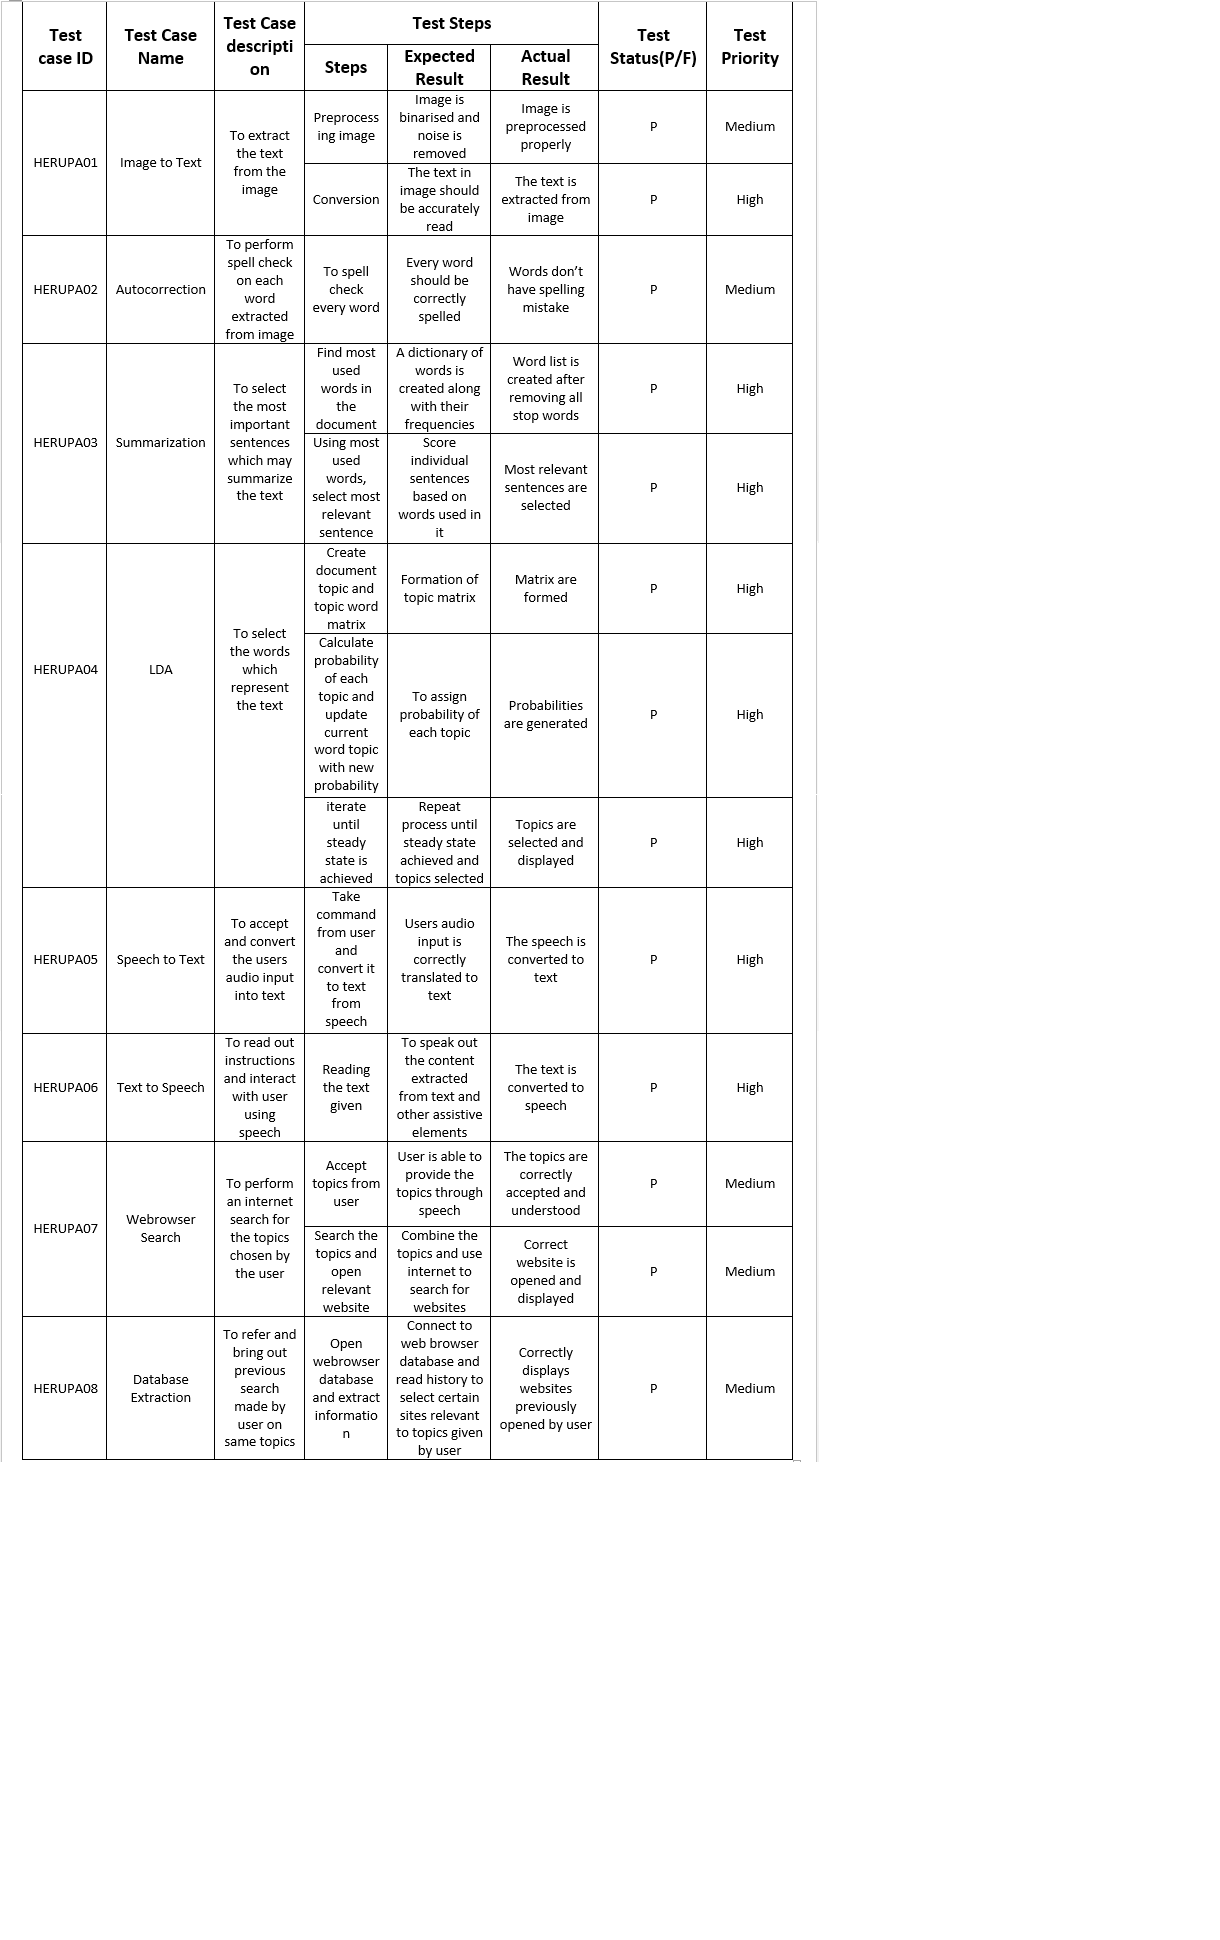 Test
case ID
Test Case
Name
Test Case
descripti
on
Test Steps
Steps
Expected
Result
Actual
Result
Test
Status(P/F)
Test
Priority
HERUPA01
Image to Text
To extract
the text
from the
image
Preprocess
ing image
Image is
binarised and
noise is
removed
Image is
preprocessed
properly
P
Medium
Conversion
The text in
image should
be accurately
read
The text is
extracted from
image
P
High
HERUPA02
Autocorrection
To perform
spell check
on each
word
extracted
from image
To spell
check
every word
Every word
should be
correctly
spelled
Words don’t
have spelling
mistake
P
Medium
HERUPA03
Summarization
To select
the most
important
sentences
which may
summarize
the text
Find most
used
words in
the
document
A dictionary of
words is
created along
with their
frequencies
Word list is
created after
removing all
stop words
P
High
Using most
used
words,
select most
relevant
sentence
Score
individual
sentences
based on
words used in
it
Most relevant
sentences are
selected
P
High
HERUPA04
LDA
To select
the words
which
represent
the text
Create
document
topic and
topic word
matrix
Formation of
topic matrix
Matrix are
formed
P
High
Calculate
probability
of each
topic and
update
current
word topic
with new
probability
To assign
probability of
each topic
Probabilities
are generated
P
High
iterate
until
steady
state is
achieved
Repeat
process until
steady state
achieved and
topics selected
Topics are
selected and
displayed
P
High
HERUPA05
Speech to Text
To accept
and convert
the users
audio input
into text
Take
command
from user
and
convert it
to text
from
speech
Users audio
input is
correctly
translated to
text
The speech is
converted to
text
P
High
HERUPA06
Text to Speech
To read out
instructions
and interact
with user
using
speech
Reading
the text
given
To speak out
the content
extracted
from text and
other assistive
elements
The text is
converted to
speech
P
High
HERUPA07
Webrowser
Search
To perform
an internet
search for
the topics
chosen by
the user
Accept
topics from
user
User is able to
provide the
topics through
speech
The topics are
correctly
accepted and
understood
P
Medium
Search the
topics and
open
relevant
website
Combine the
topics and use
internet to
search for
websites
Correct
website is
opened and
displayed
P
Medium
HERUPA08
Database
Extraction
To refer and
bring out
previous
search
made by
user on
same topics
Open
webrowser
database
and extract
informatio
n
Connect to
web browser
database and
read history to
select certain
sites relevant
to topics given
by user
Correctly
displays
websites
previously
opened by user
P
Medium